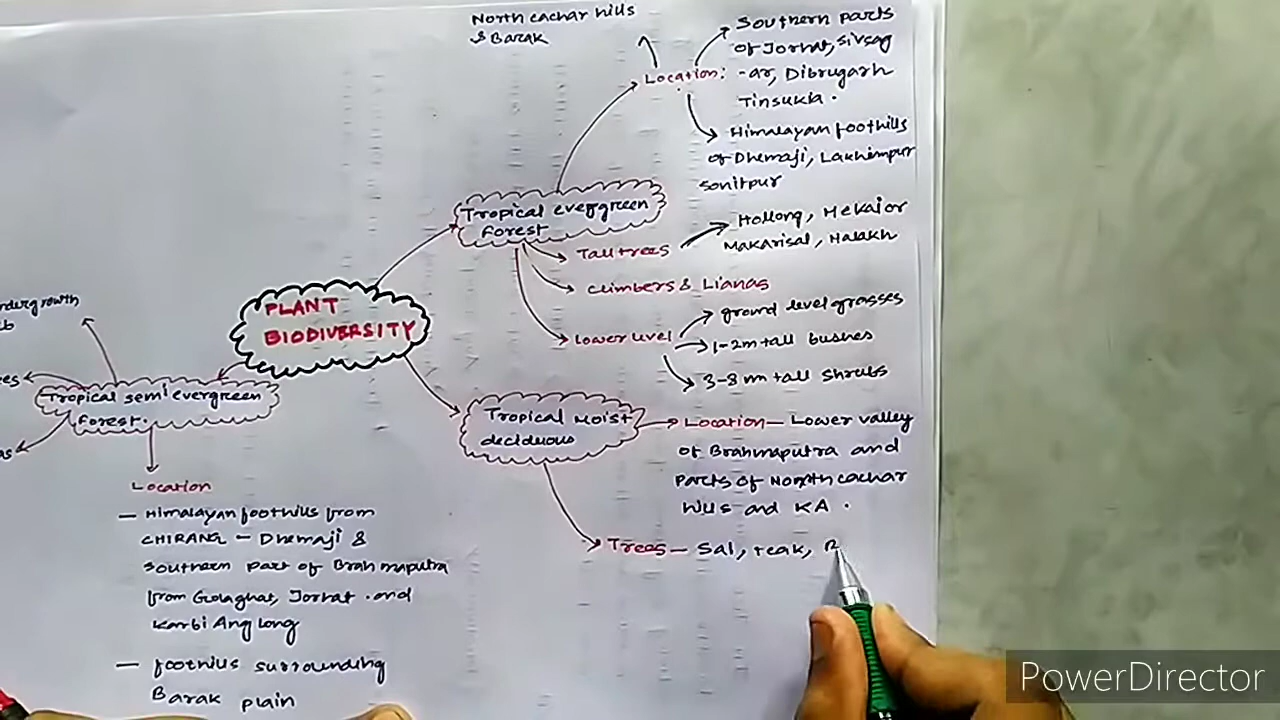 North cachar hills
& Barak
Southern parts
of Jorhat, Sivsag
Location:
-ar, Dibrugarh
Tinsukia.
Himalayan foothills
of Dhemaji, Lakhimpur
Sonitpur
Tropical evergreen
forest
Tall trees
Hollong, Mekaior
Makarisal, Halakh
climbers & Lianas
Lower level
ground level grasses
1-2m tall bushes
3-8m tall shrubs
PLANT
BIODIVERSITY
dergrowth
Tropical semi evergreen
forest.
Location
— Himalayan foothills from
CHIRANG — Dhemaji &
Southern part of Brahmaputra
from Golaghat, Jorhat. and
Karbi Anglong
— foothills surrounding
Barak plain
Tropical Moist
deciduous
Location — Lower valley
of Brahmaputra and
parts of North cachar
hills and KA.
Trees — Sal, teak,
PowerDirector